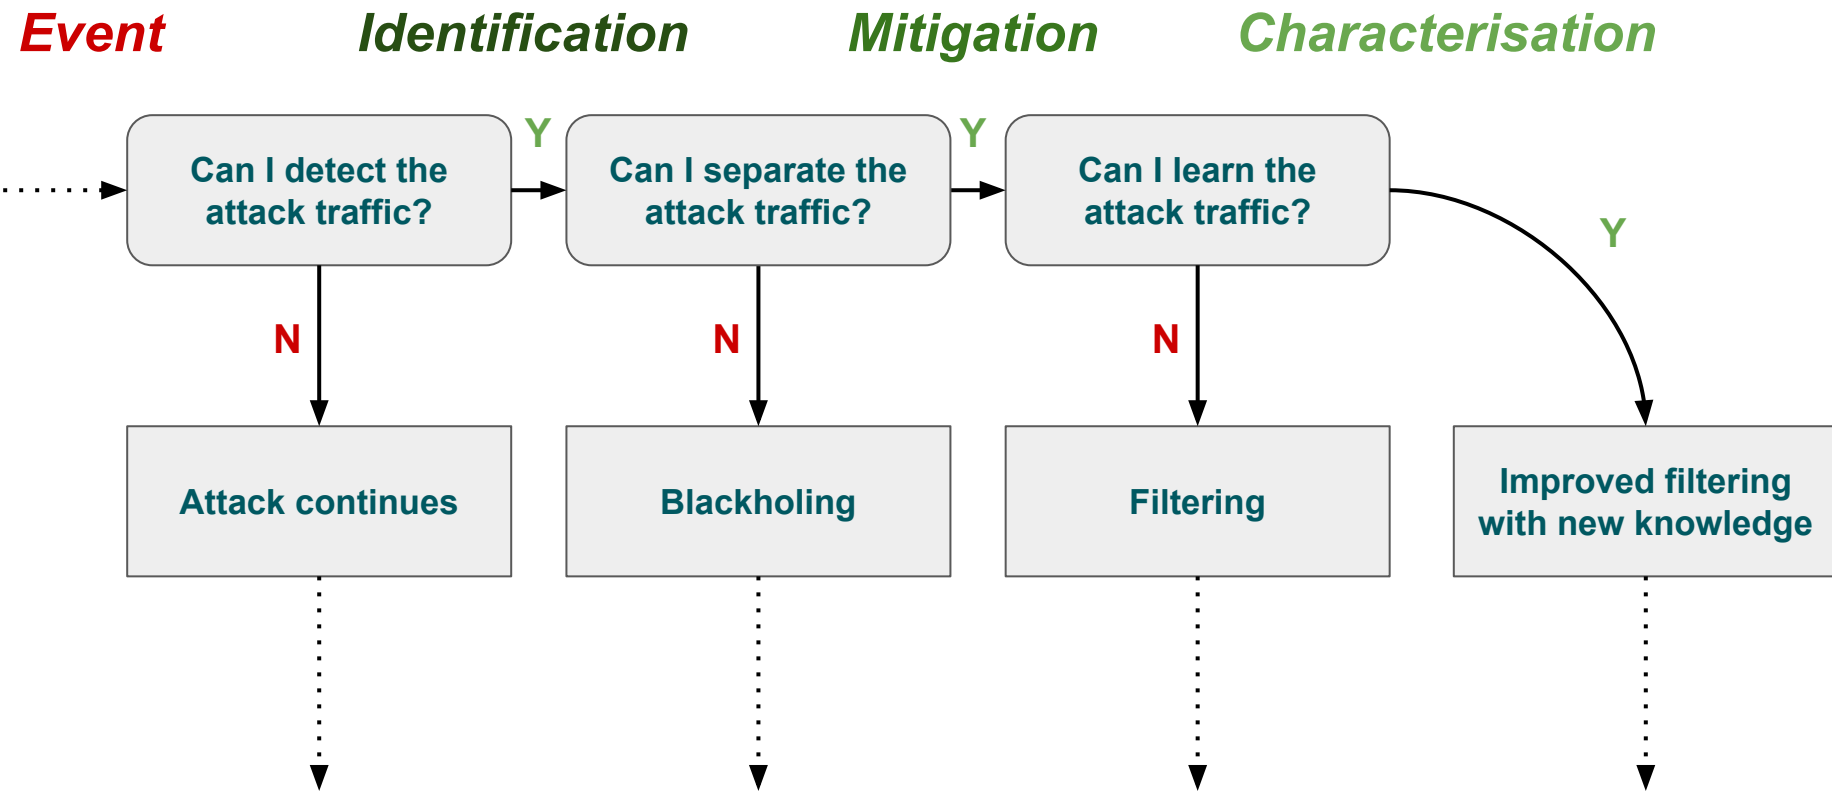 Event Identification Mitigation Characterisation
Y Y
Can I detect the
attack traffic?
Can I separate the
attack traffic?
Can I learn the
attack traffic?
Y
N N N
Attack continues
Blackholing
Filtering
Improved filtering
with new knowledge